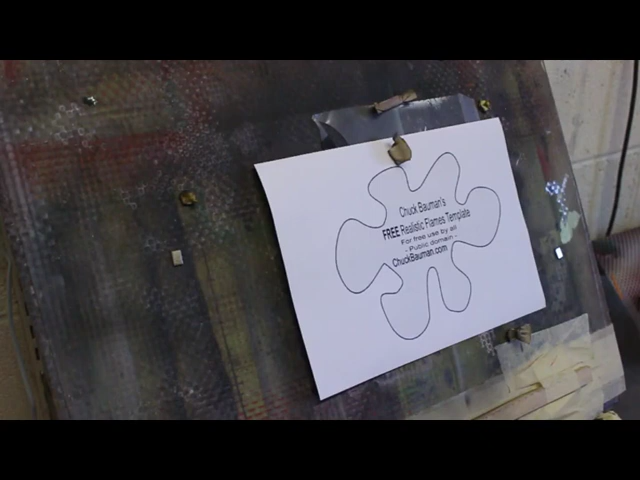 Chuck Bauman's
FREE Realistic Flames Template
For free use by all
- Public domain -
ChuckBauman.com